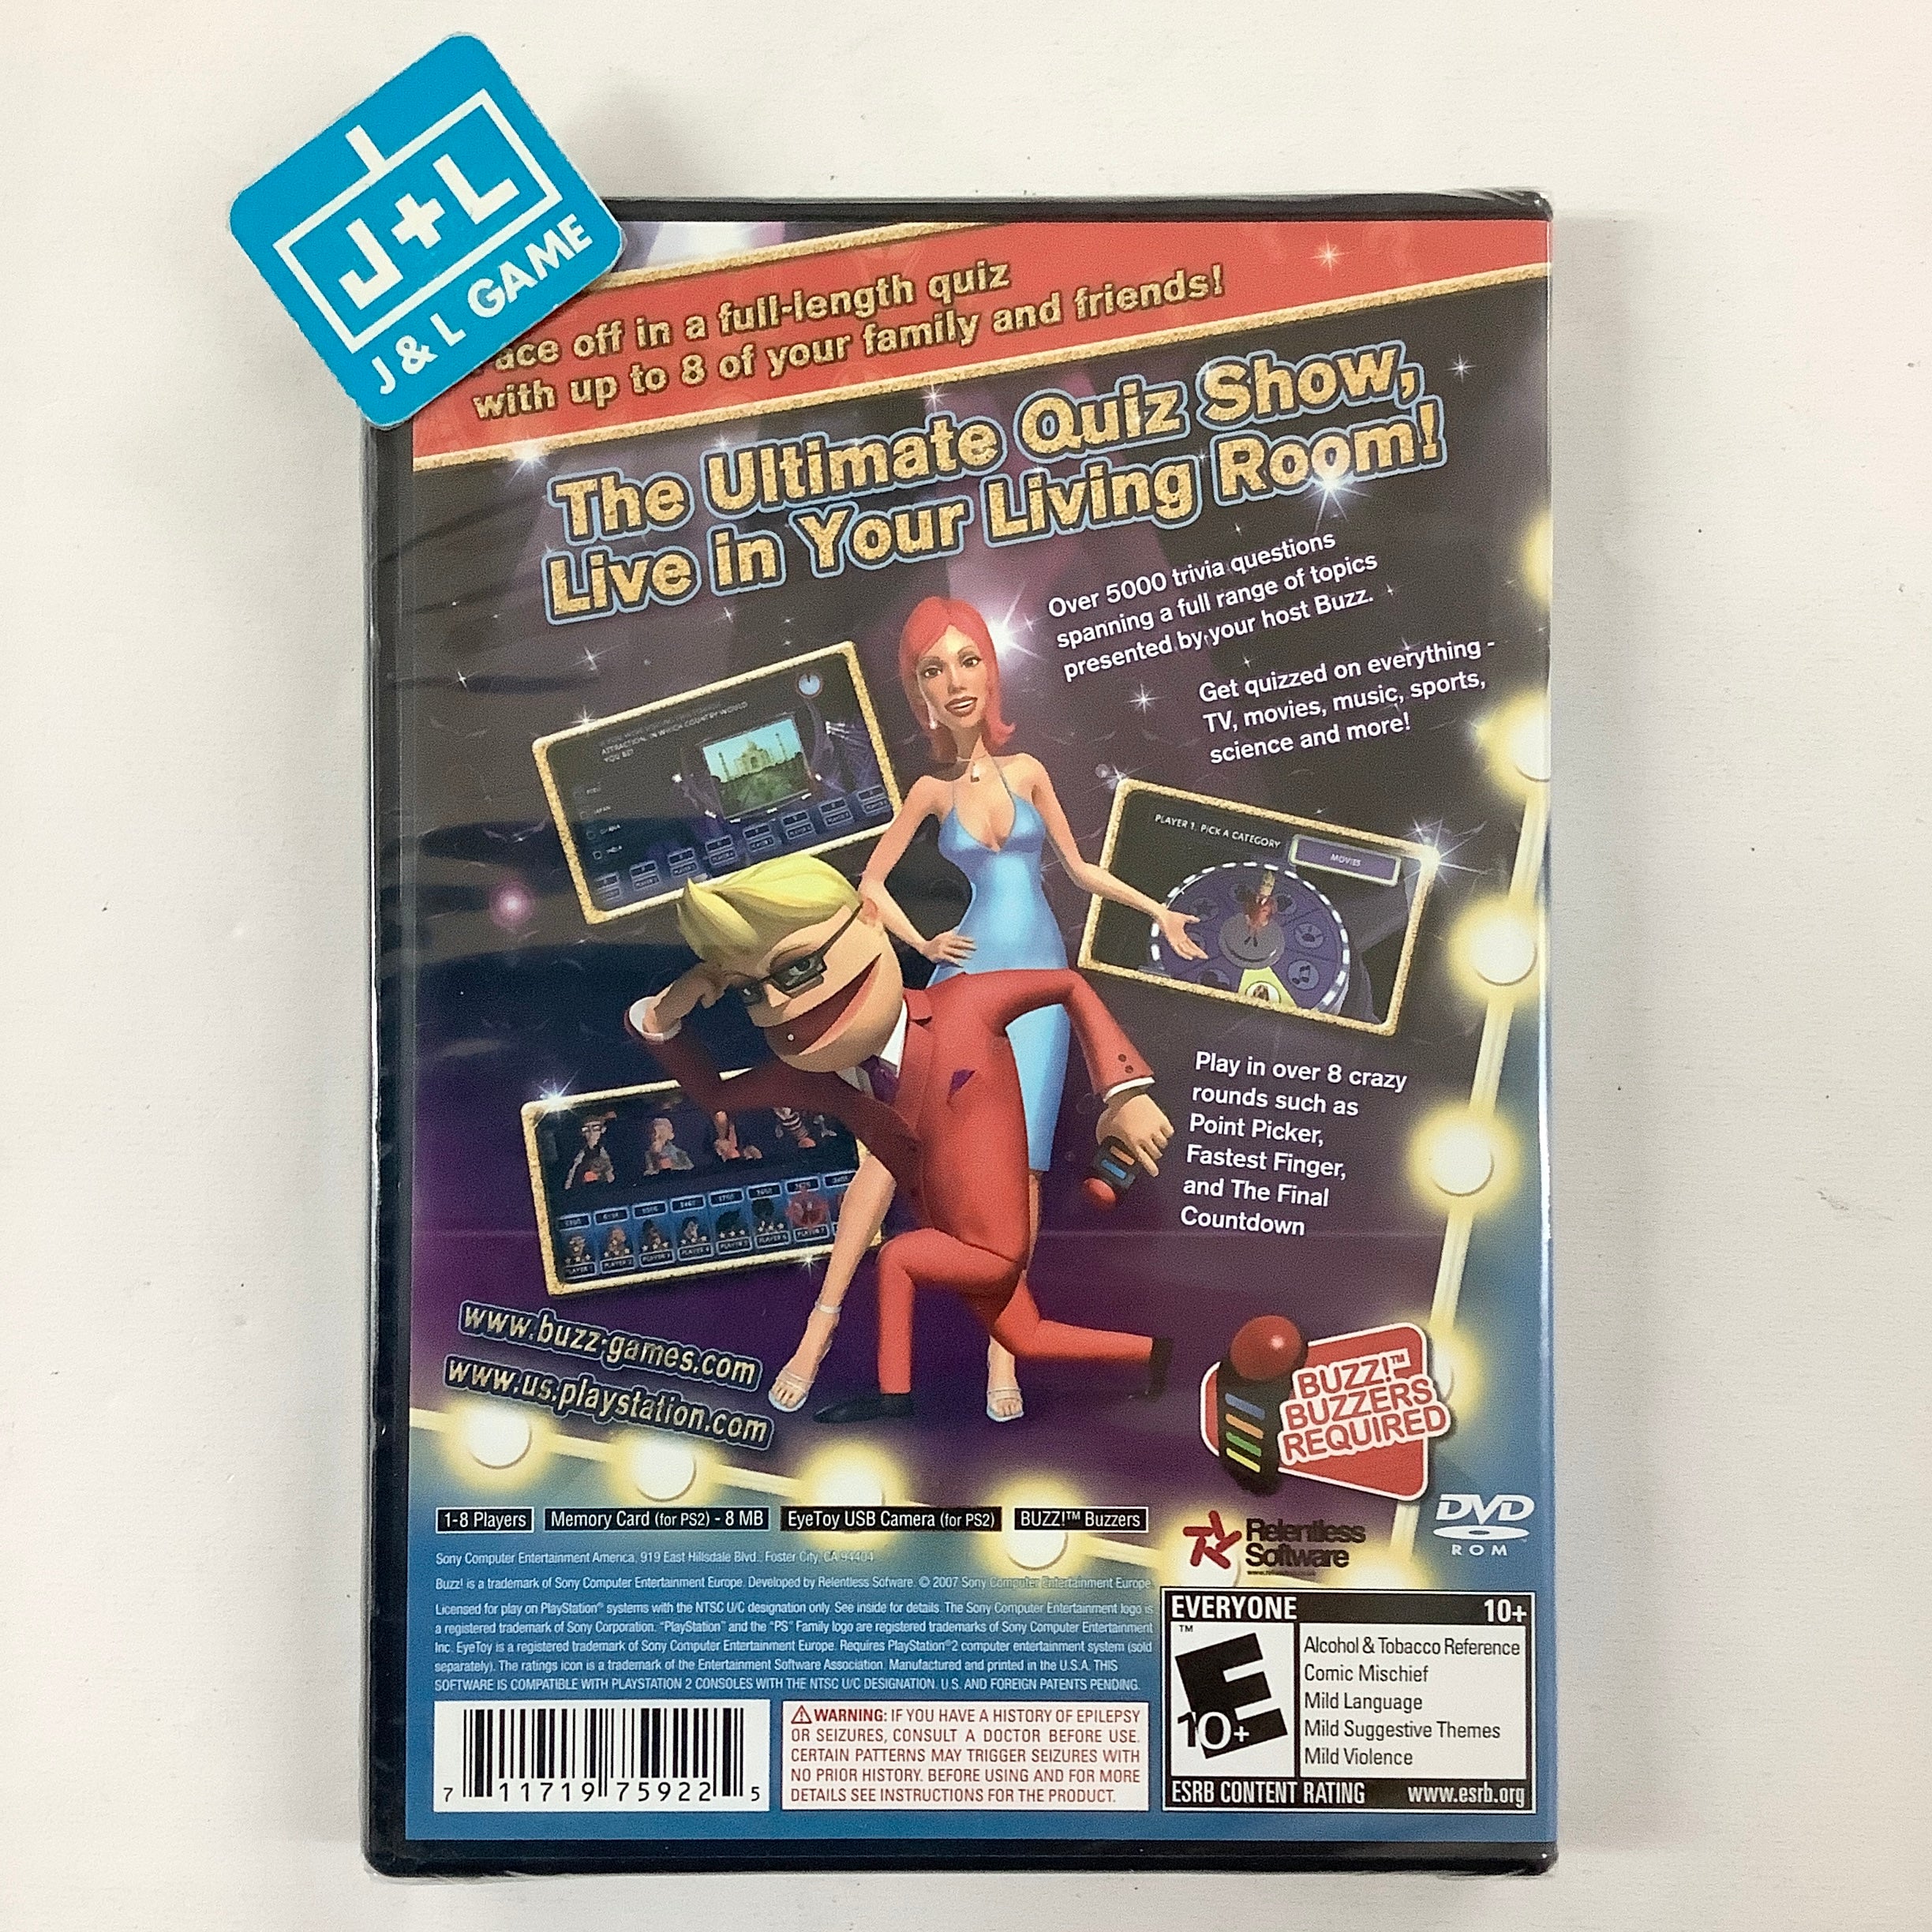 J+L
J & L GAME
ace off in a full-length quiz
with up to 8 of your family and friends!
The Ultimate Quiz Show,
Live in Your Living Room!
Over 5000 trivia questions
spanning a full range of topics
presented by your host Buzz.
Get quizzed on everything -
TV, movies, music, sports,
science and more!
ATTRACTION, IN WHICH COUNTRY WOULD
YOU BE?
PLAYER 1, PICK A CATEGORY
MOVIES
Play in over 8 crazy
rounds such as
Point Picker,
Fastest Finger,
and The Final
Countdown
www.buzz-games.com
www.us.playstation.com
BUZZ!™
BUZZERS
REQUIRED
1-8 Players
Memory Card (for PS2) - 8 MB
EyeToy USB Camera (for PS2)
BUZZ!™ Buzzers
Relentless
Software
DVD
ROM
Sony Computer Entertainment America, 919 East Hillsdale Blvd., Foster City, CA 94404
Buzz! is a trademark of Sony Computer Entertainment Europe. Developed by Relentless Sofware. © 2007 Sony Computer Entertainment Europe.
Licensed for play on PlayStation® systems with the NTSC U/C designation only. See inside for details. The Sony Computer Entertainment logo is
a registered trademark of Sony Corporation. "PlayStation" and the "PS" Family logo are registered trademarks of Sony Computer Entertainment
Inc. EyeToy is a registered trademark of Sony Computer Entertainment Europe. Requires PlayStation®2 computer entertainment system (sold
separately). The ratings icon is a trademark of the Entertainment Software Association. Manufactured and printed in the U.S.A. THIS
SOFTWARE IS COMPATIBLE WITH PLAYSTATION 2 CONSOLES WITH THE NTSC U/C DESIGNATION. U.S. AND FOREIGN PATENTS PENDING.
7 11719 75922 5
WARNING: IF YOU HAVE A HISTORY OF EPILEPSY
OR SEIZURES, CONSULT A DOCTOR BEFORE USE.
CERTAIN PATTERNS MAY TRIGGER SEIZURES WITH
NO PRIOR HISTORY. BEFORE USING AND FOR MORE
DETAILS SEE INSTRUCTIONS FOR THE PRODUCT.
EVERYONE 10+
™
E
10+
Alcohol & Tobacco Reference
Comic Mischief
Mild Language
Mild Suggestive Themes
Mild Violence
ESRB CONTENT RATING www.esrb.org